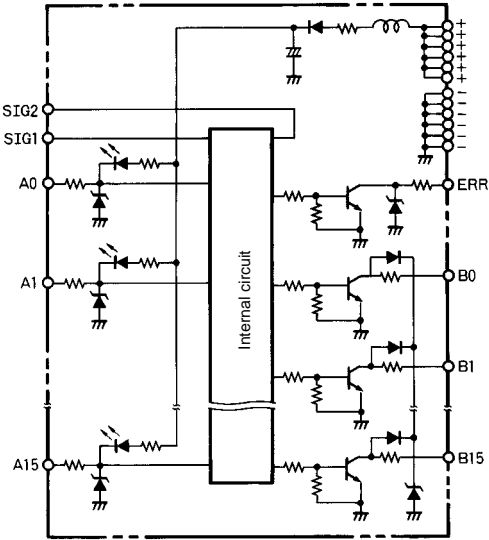 +
+
+
+
+
−
−
−
−
−
SIG2
SIG1
A0
ERR
A1
B0
Internal circuit
B1
A15
B15